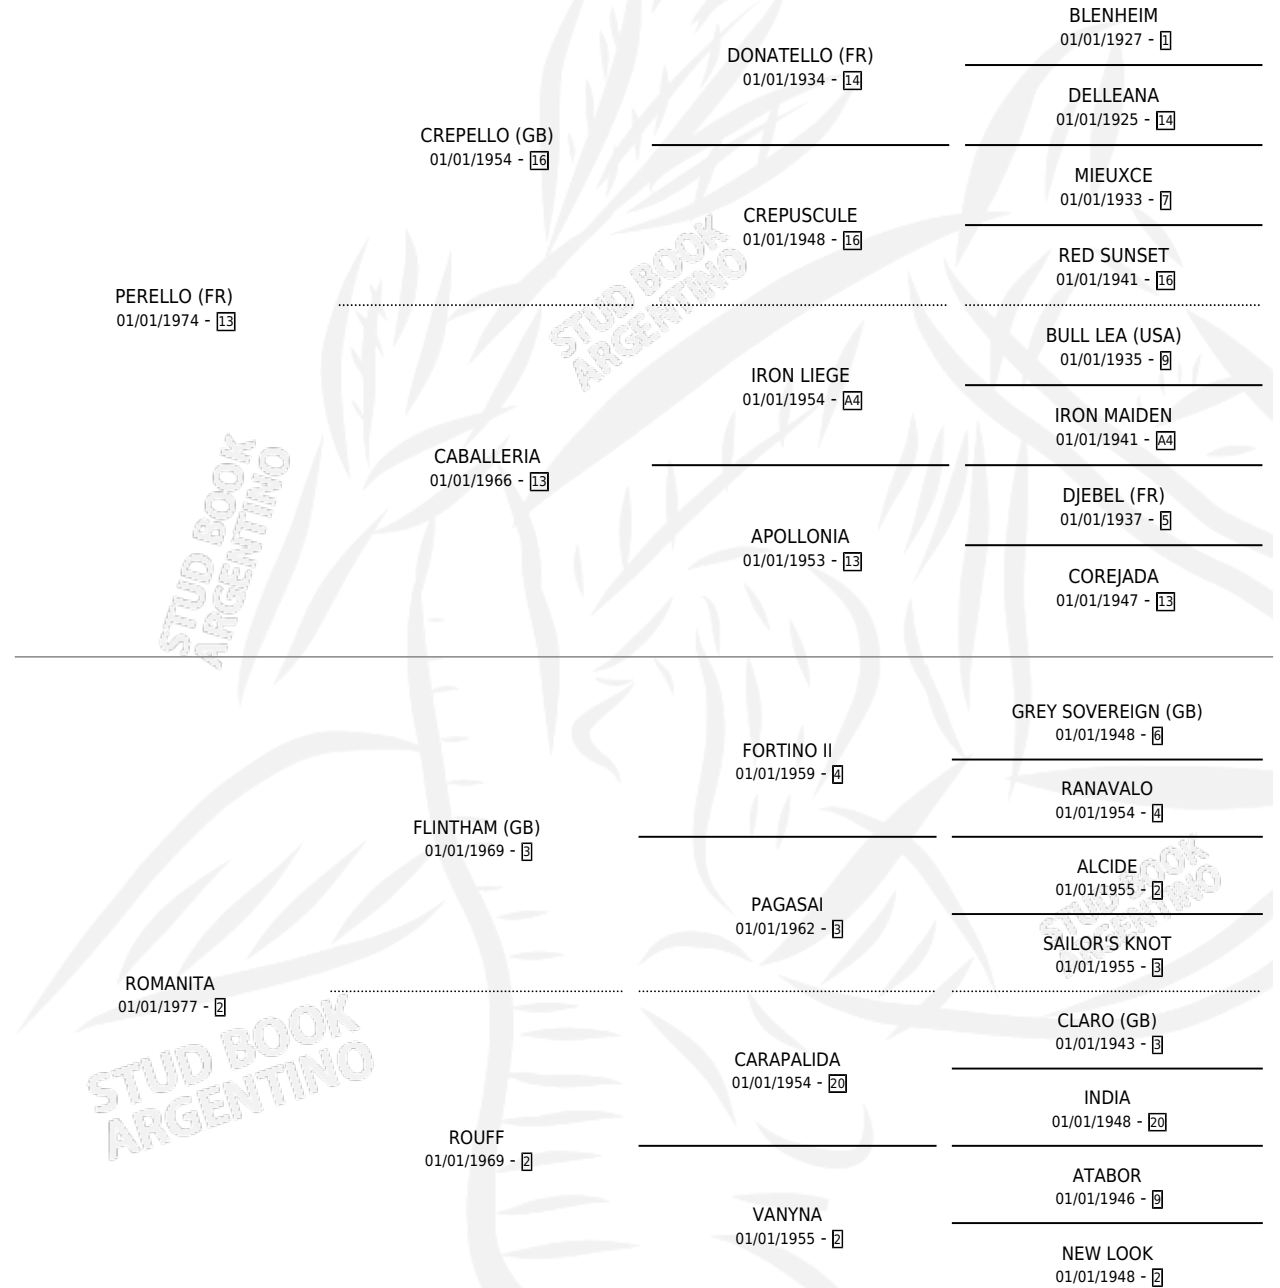 BLENHEIM
01/01/1927 - 1
DONATELLO (FR)
01/01/1934 - 14
DELLEANA
01/01/1925 - 14
CREPELLO (GB)
01/01/1954 - 16
MIEUXCE
01/01/1933 - 7
CREPUSCULE
01/01/1948 - 16
RED SUNSET
01/01/1941 - 16
PERELLO (FR)
01/01/1974 - 13
STUD BOOK
ARGENTINO
BULL LEA (USA)
01/01/1935 - 9
IRON LIEGE
01/01/1954 - A4
IRON MAIDEN
01/01/1941 - A4
CABALLERIA
01/01/1966 - 13
DJEBEL (FR)
01/01/1937 - 5
APOLLONIA
01/01/1953 - 13
COREJADA
01/01/1947 - 13
STUD BOOK
ARGENTINO
GREY SOVEREIGN (GB)
01/01/1948 - 6
FORTINO II
01/01/1959 - 4
RANAVALO
01/01/1954 - 4
FLINTHAM (GB)
01/01/1969 - 3
ALCIDE
01/01/1955 - 2
PAGASAI
01/01/1962 - 3
SAILOR'S KNOT
01/01/1955 - 3
STUD BOOK
ARGENTINO
ROMANITA
01/01/1977 - 2
CLARO (GB)
01/01/1943 - 3
CARAPALIDA
01/01/1954 - 20
INDIA
01/01/1948 - 20
STUD BOOK
ARGENTINO
ROUFF
01/01/1969 - 2
ATABOR
01/01/1946 - 9
VANYNA
01/01/1955 - 2
NEW LOOK
01/01/1948 - 2